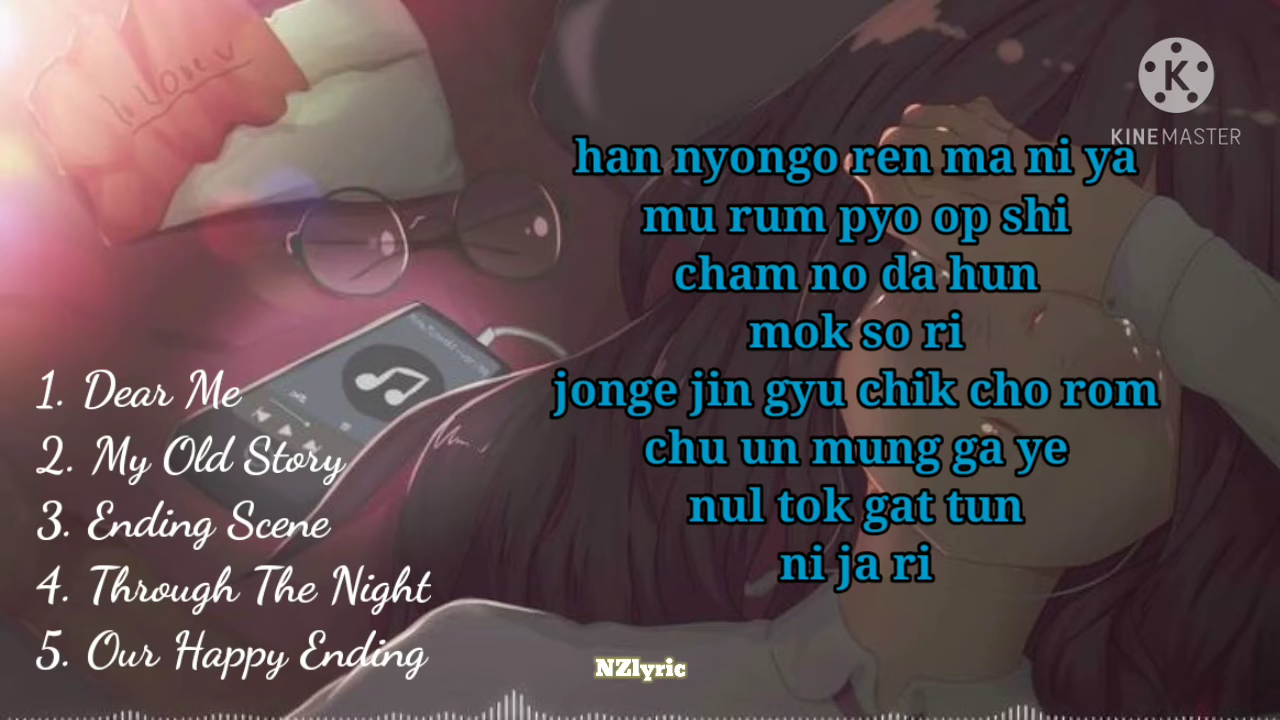 KINEMASTER
han nyongo ren ma ni ya
mu rum pyo op shi
cham no da hun
mok so ri
jonge jin gyu chik cho rom
chu un mung ga ye
nul tok gat tun
ni ja ri
1. Dear Me
2. My Old Story
3. Ending Scene
4. Through The Night
5. Our Happy Ending
NZlyric